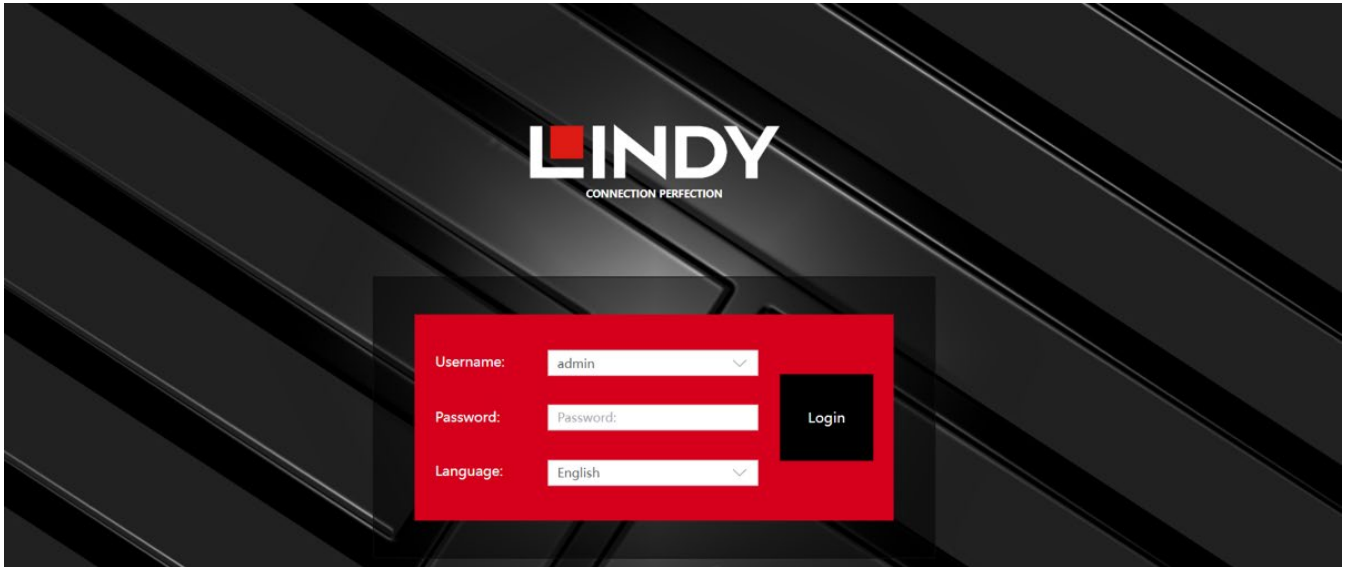 LINDY
CONNECTION PERFECTION
Username: admin
Password: Password:
Login
Language: English